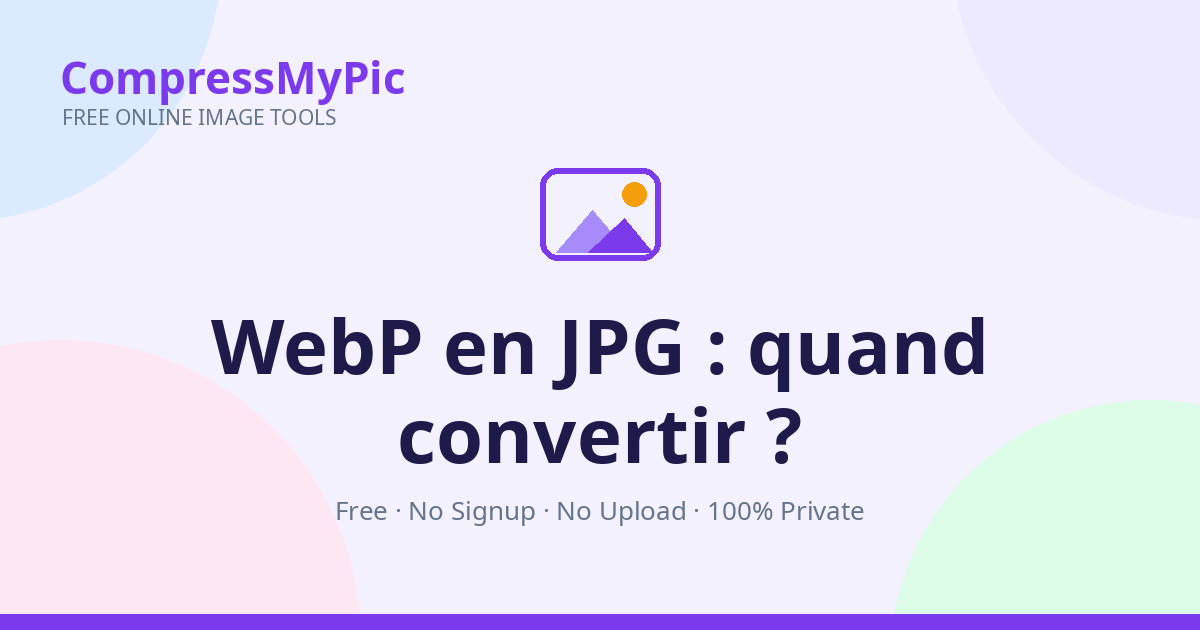 CompressMyPic
FREE ONLINE IMAGE TOOLS
WebP en JPG : quand
convertir ?
Free · No Signup · No Upload · 100% Private